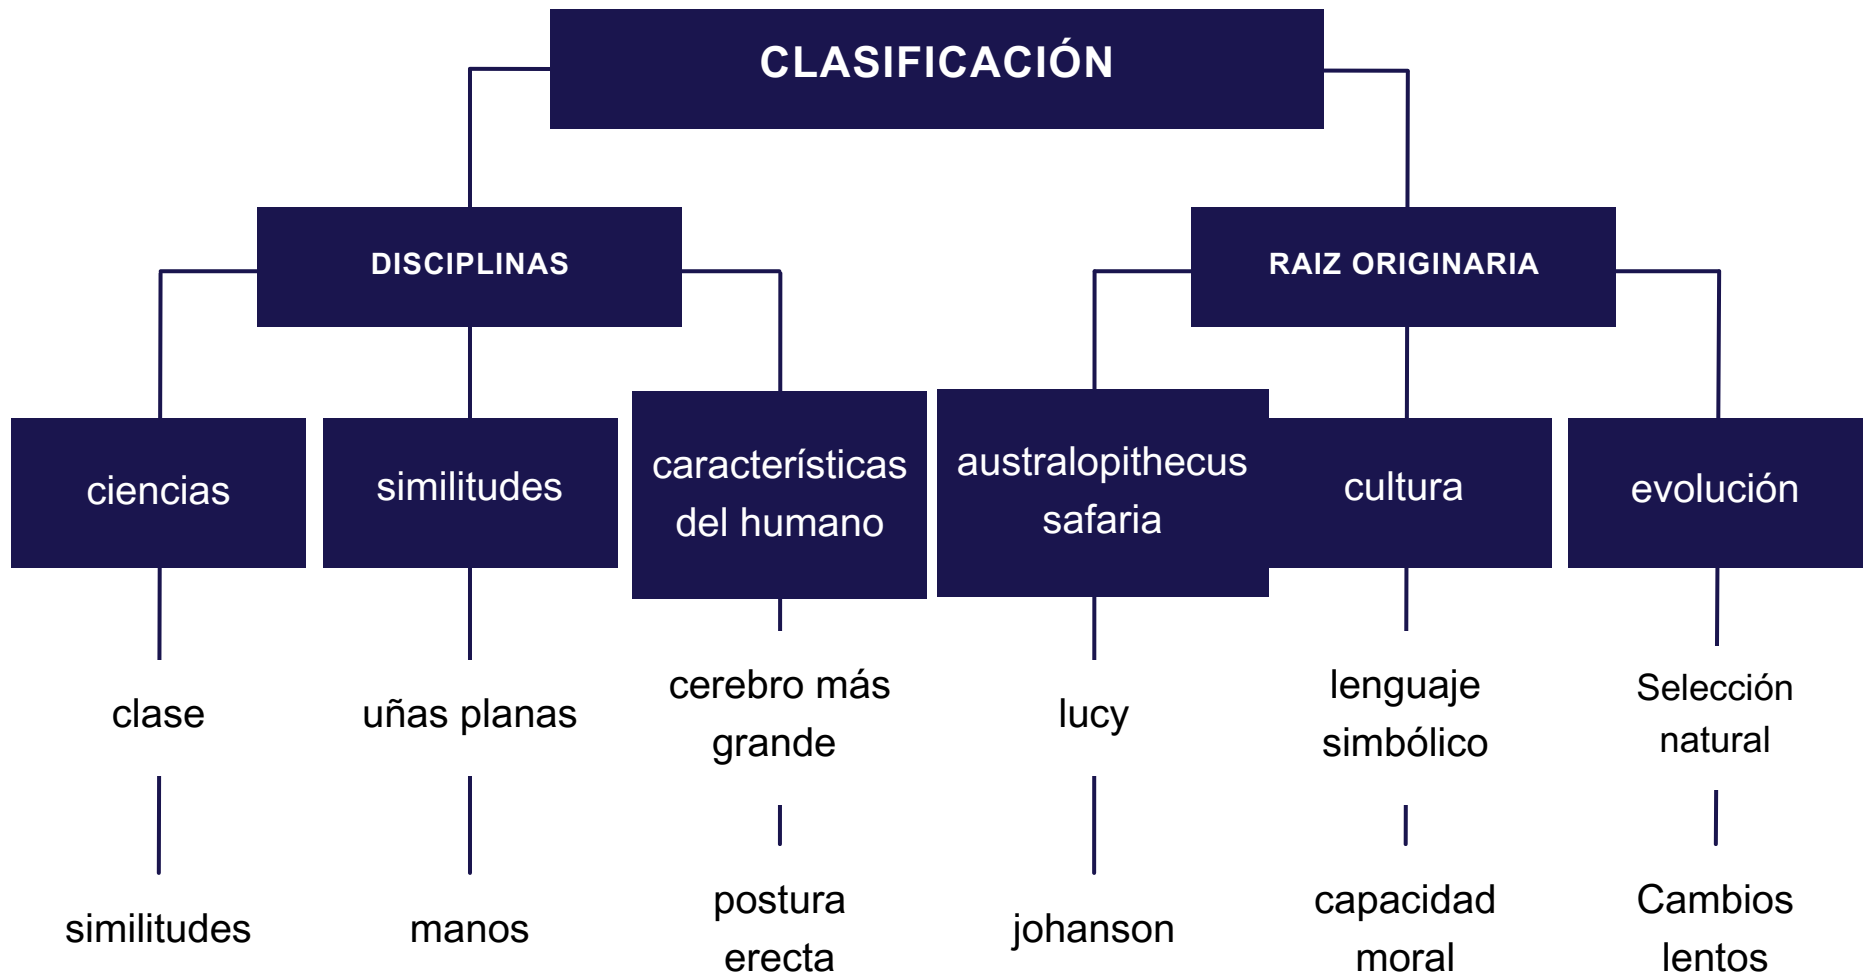 CLASIFICACIÓN
DISCIPLINAS
RAIZ ORIGINARIA
ciencias
similitudes
características
del humano
australopithecus
safaria
cultura
evolución
clase
uñas planas
cerebro más
grande
lucy
lenguaje
simbólico
Selección
natural
similitudes
manos
postura
erecta
johanson
capacidad
moral
Cambios
lentos